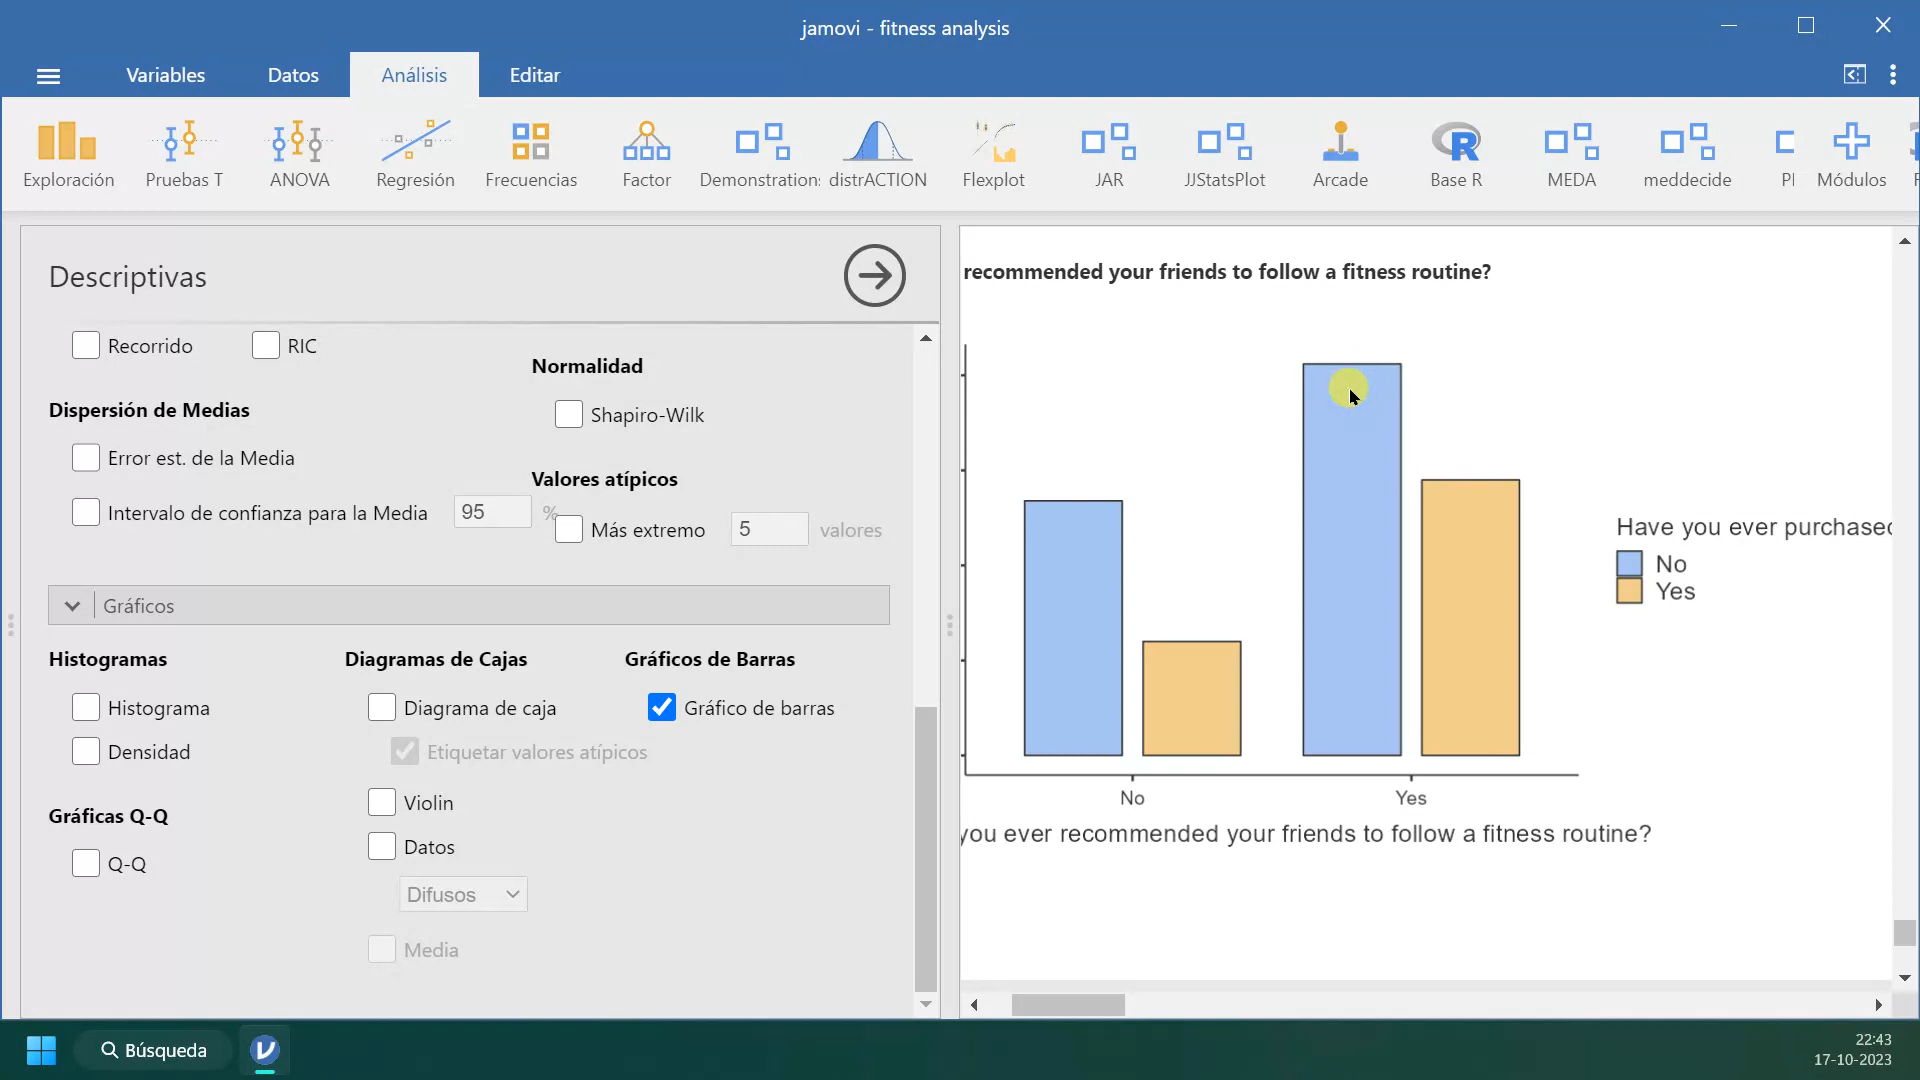 jamovi - fitness analysis
Variables
Datos
Análisis
Editar
Exploración
Pruebas T
ANOVA
Regresión
Frecuencias
Factor
Demonstration
distrACTION
Flexplot
JAR
JJStatsPlot
Arcade
Base R
MEDA
meddecide
Módulos
Descriptivas
Recorrido
RIC
Normalidad
Dispersión de Medias
Shapiro-Wilk
Error est. de la Media
Valores atípicos
Intervalo de confianza para la Media 95 %
Más extremo 5 valores
Gráficos
Histogramas
Diagramas de Cajas
Gráficos de Barras
Histograma
Diagrama de caja
Gráfico de barras
Densidad
Etiquetar valores atípicos
Violin
Gráficas Q-Q
Datos
Q-Q
Difusos
Media
recommended your friends to follow a fitness routine?
Have you ever purchased
No
Yes
No
Yes
you ever recommended your friends to follow a fitness routine?
Búsqueda
22:43
17-10-2023